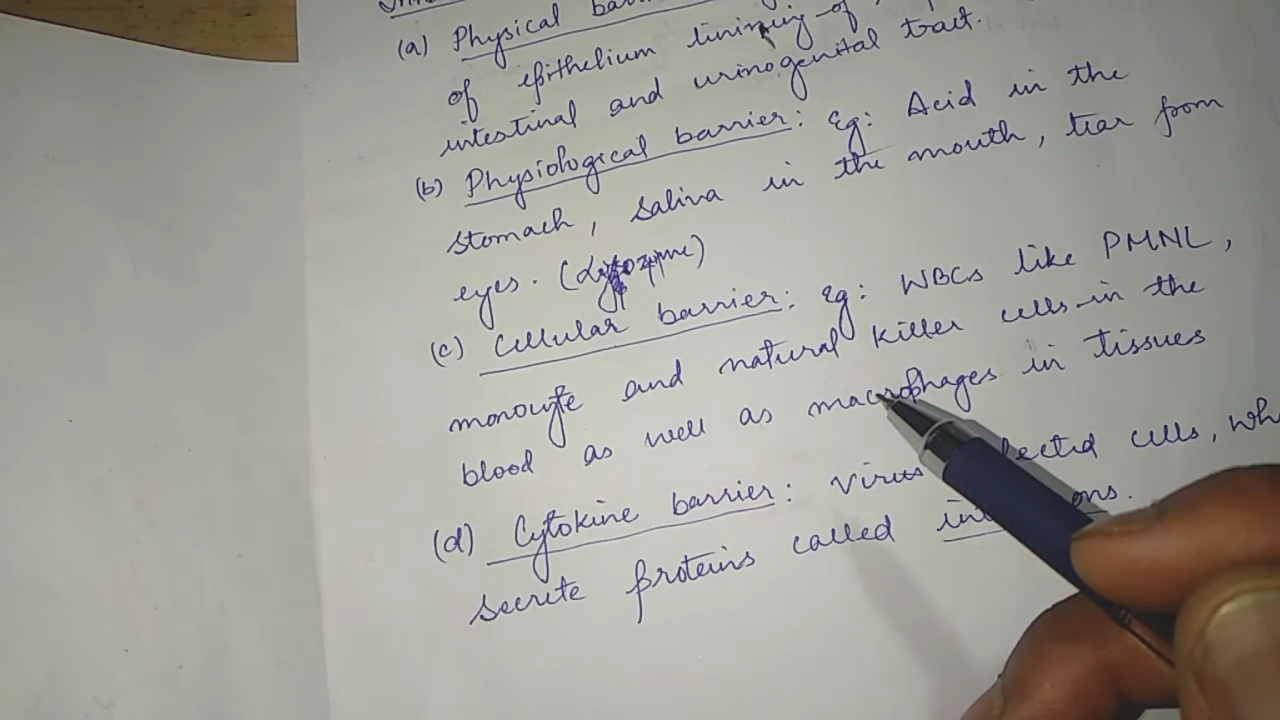 (a) Physical
of epithelium lining of
intestinal and urinogenital tract.
(b) Physiological barrier: Eg: Acid in the
stomach, saliva in the mouth, tear from
eyes.
(c) Cellular barrier: Eg: WBCs like PMNL,
monocyte and natural killer cells in the
blood as well as macrophages in tissues
(d) Cytokine barrier: Virus cells,
secrete proteins called